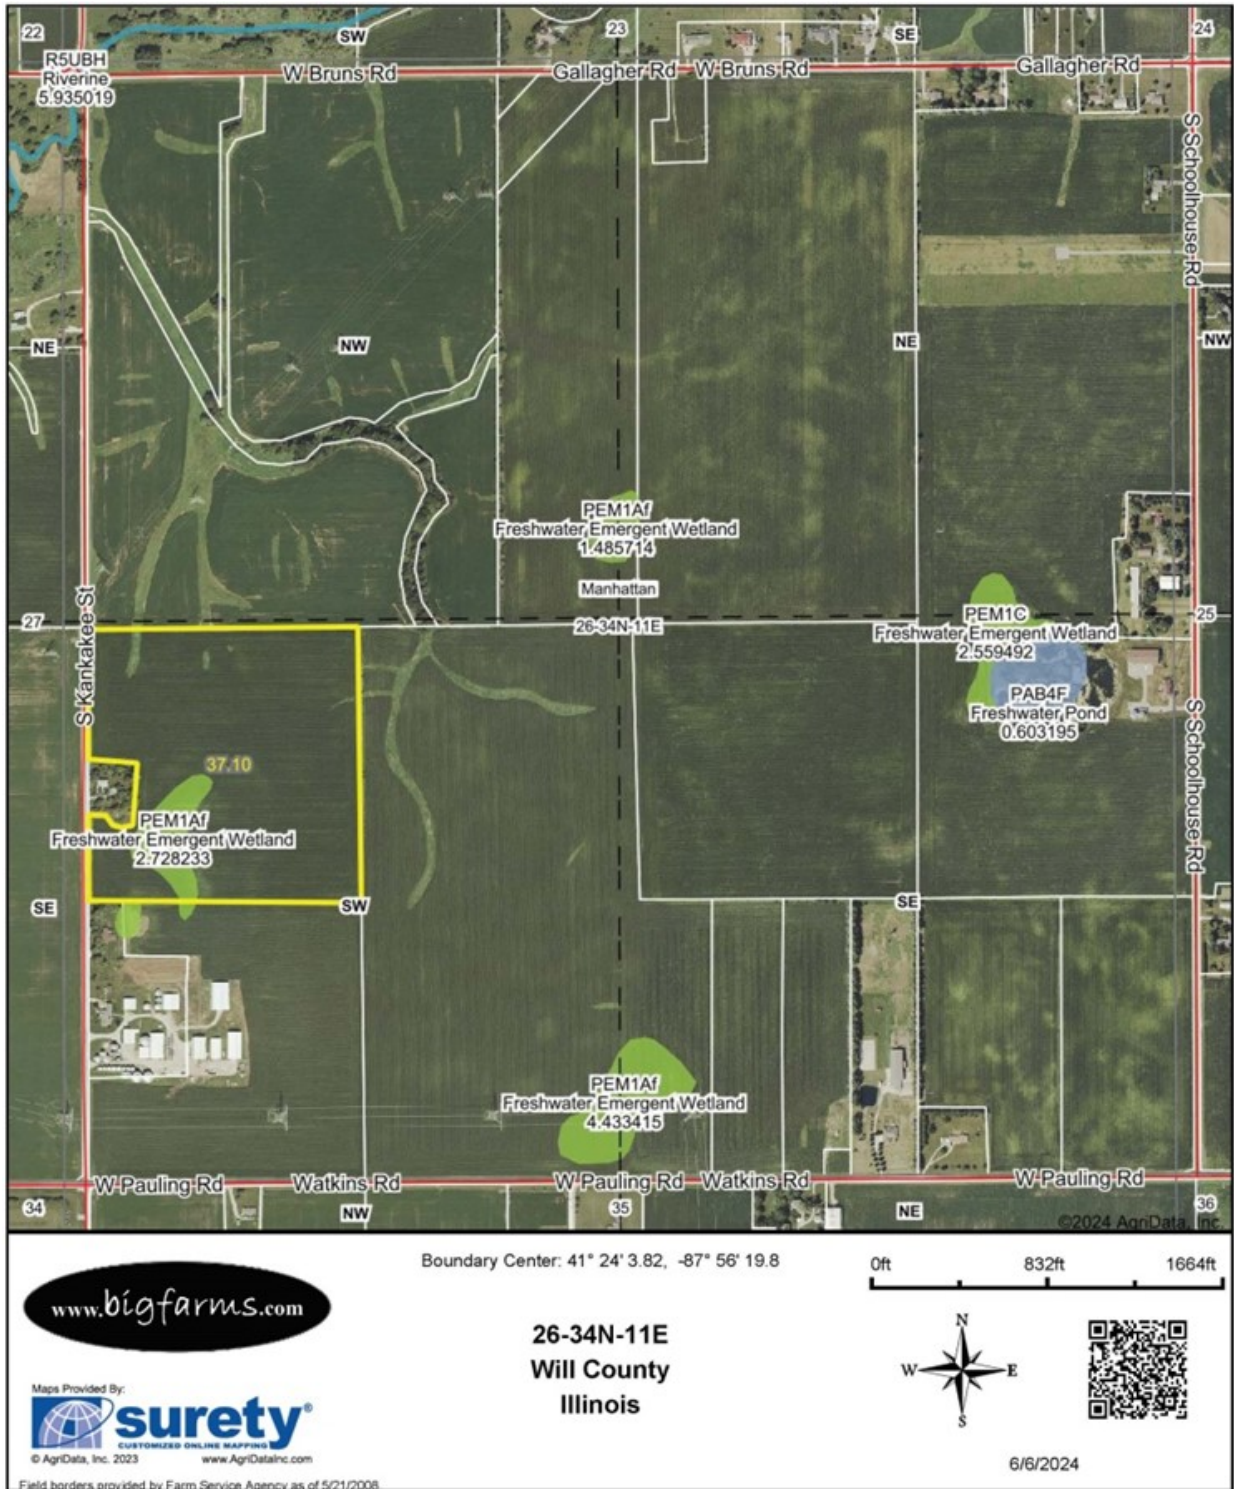 22
SW
23
SE
24
R5UBH
Riverine
5.935019
W Bruns Rd
Gallagher Rd
W Bruns Rd
Gallagher Rd
S Schoolhouse Rd
NE
NW
NE
NW
PEM1Af
Freshwater Emergent Wetland
1.485714
Manhattan
27
26-34N-11E
25
S Kankakee St
PEM1C
Freshwater Emergent Wetland
2.559492
PAB4F
Freshwater Pond
0.603195
S Schoolhouse Rd
37.10
PEM1Af
Freshwater Emergent Wetland
2.728233
SE
SW
SE
PEM1Af
Freshwater Emergent Wetland
4.433415
W Pauling Rd
Watkins Rd
W Pauling Rd
Watkins Rd
W Pauling Rd
34
NW
35
NE
36
©2024 AgriData, Inc.
Boundary Center: 41° 24' 3.82, -87° 56' 19.8
0ft 832ft 1664ft
www.bigfarms.com
26-34N-11E
Will County
Illinois
N
W E
S
Maps Provided By:
surety®
CUSTOMIZED ONLINE MAPPING
© AgriData, Inc. 2023 www.AgriDataInc.com
6/6/2024
Field borders provided by Farm Service Agency as of 5/21/2008.